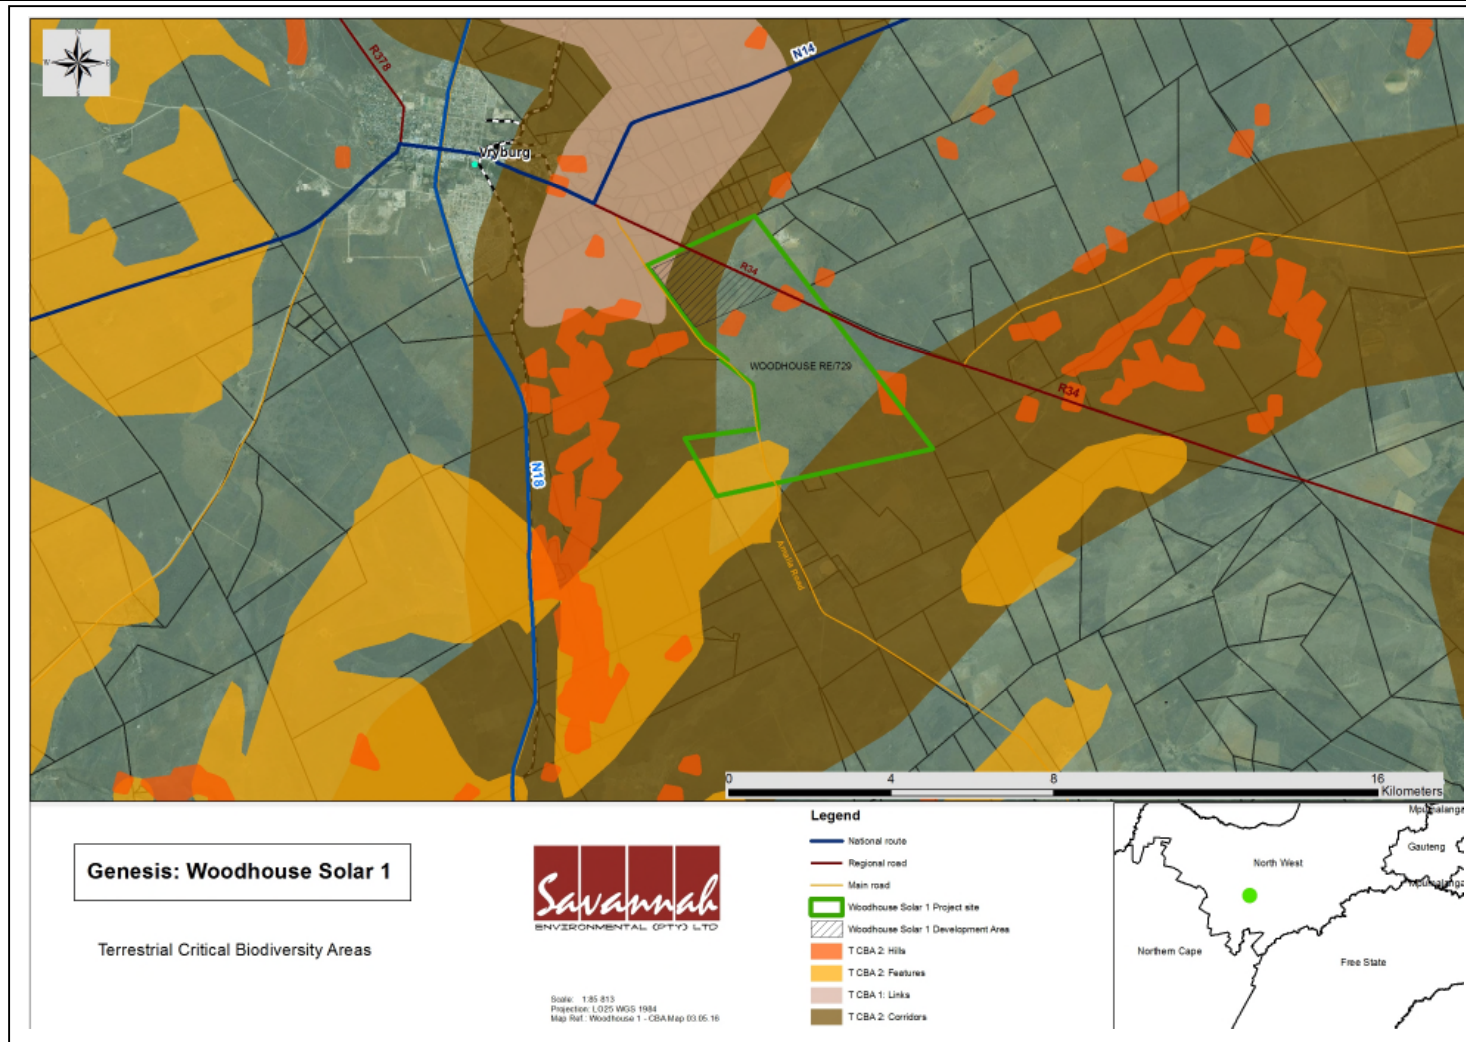 N
W
E
S
R378
N14
Vryburg
R34
WOODHOUSE RE/729
R34
N18
Amalia Road
0 4 8 16
Kilometers
Genesis: Woodhouse Solar 1
Terrestrial Critical Biodiversity Areas
Savannah
ENVIRONMENTAL (PTY) LTD
Scale: 1:85 813
Projection: LO25 WGS 1984
Map Ref.: Woodhouse 1 - CBA Map 03.05.16
Legend
National route
Regional road
Main road
Woodhouse Solar 1 Project site
Woodhouse Solar 1 Development Area
T CBA 2: Hills
T CBA 2: Features
T CBA 1: Links
T CBA 2: Corridors
Mpumalanga
Gauteng
North West
Mpumalanga
Northern Cape
Free State